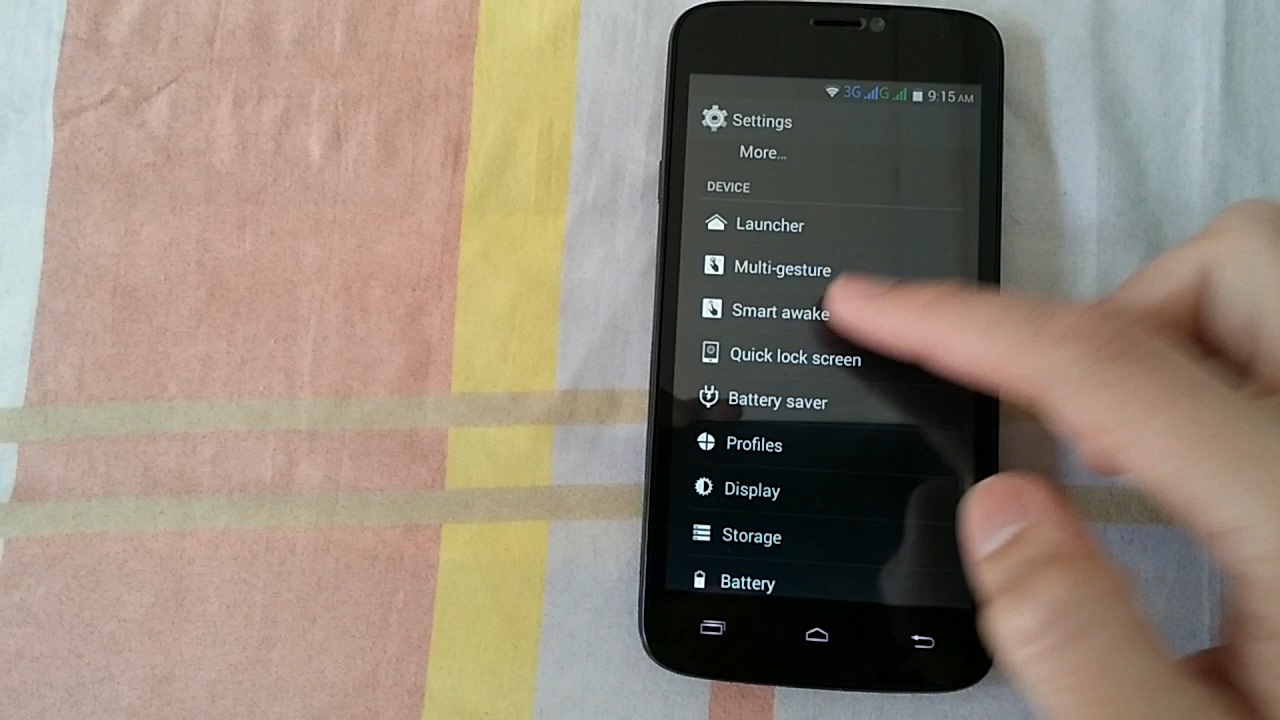 3G G 9:15 AM
Settings
More...
DEVICE
Launcher
Multi-gesture
Smart awake
Quick lock screen
Battery saver
Profiles
Display
Storage
Battery